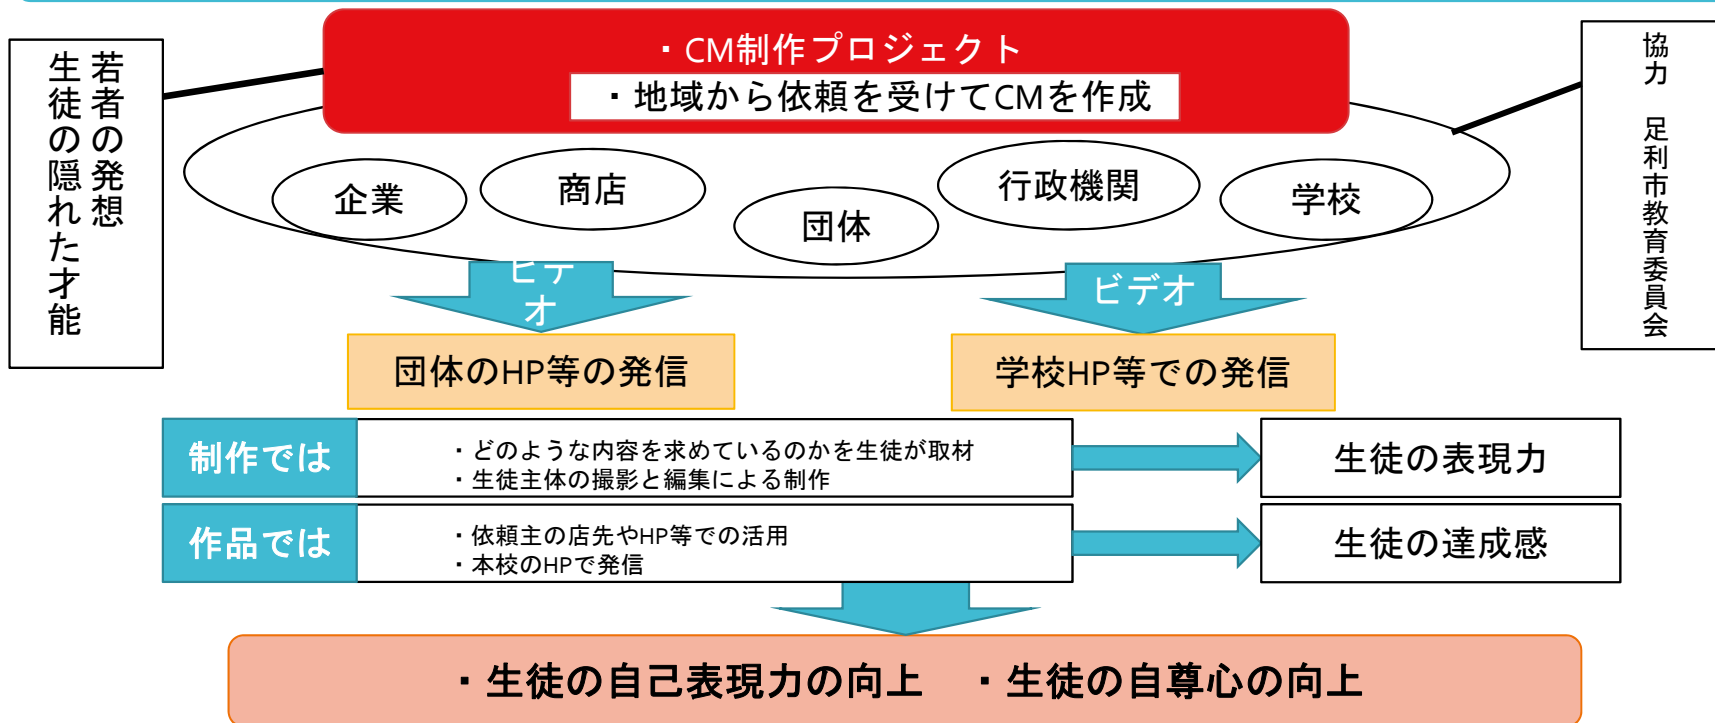 ・CM制作プロジェクト
・地域から依頼を受けてCMを作成
若者の発想
生徒の隠れた才能
協力　足利市教育委員会
企業
商店
団体
行政機関
学校
ビデ
オ
ビデオ
団体のHP等の発信
学校HP等での発信
制作では
・どのような内容を求めているのかを生徒が取材
・生徒主体の撮影と編集による制作
生徒の表現力
作品では
・依頼主の店先やHP等での活用
・本校のHPで発信
生徒の達成感
・生徒の自己表現力の向上　・生徒の自尊心の向上